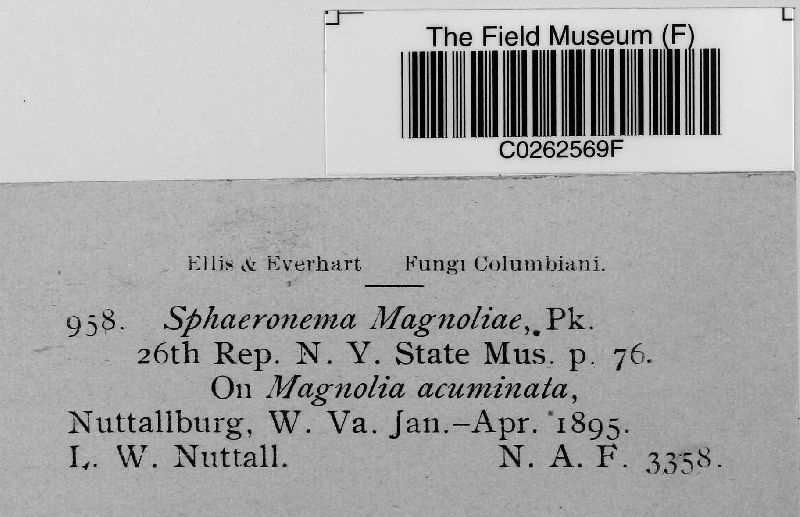 The Field Museum (F)
C0262569F
Ellis & Everhart Fungi Columbiani.
958. Sphaeronema Magnoliae, Pk.
26th Rep. N. Y. State Mus. p. 76.
On Magnolia acuminata,
Nuttallburg, W. Va. Jan.–Apr. 1895.
L. W. Nuttall. N. A. F. 3358.